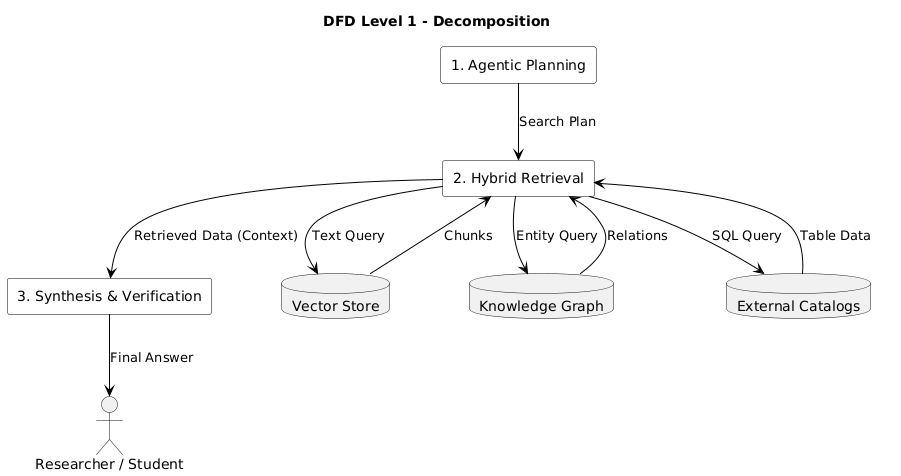 DFD Level 1 - Decomposition
1. Agentic Planning
Search Plan
2. Hybrid Retrieval
Retrieved Data (Context)
Text Query
Chunks
Entity Query
Relations
SQL Query
Table Data
3. Synthesis & Verification
Vector Store
Knowledge Graph
External Catalogs
Final Answer
Researcher / Student